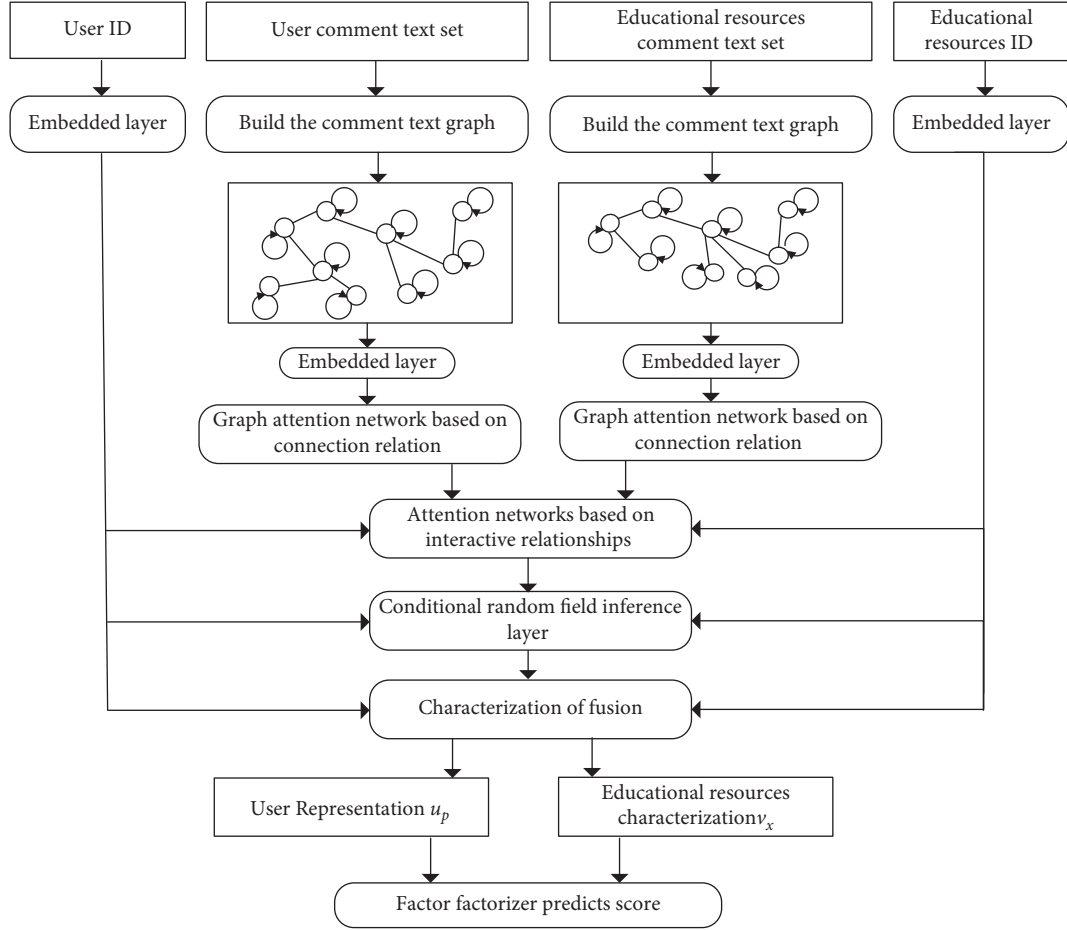 User ID
User comment text set
Educational resources
comment text set
Educational
resources ID
Embedded layer
Build the comment text graph
Build the comment text graph
Embedded layer
Embedded layer
Embedded layer
Graph attention network based on
connection relation
Graph attention network based on
connection relation
Attention networks based on
interactive relationships
Conditional random field inference
layer
Characterization of fusion
User Representation u_p
Educational resources
characterizationv_x
Factor factorizer predicts score